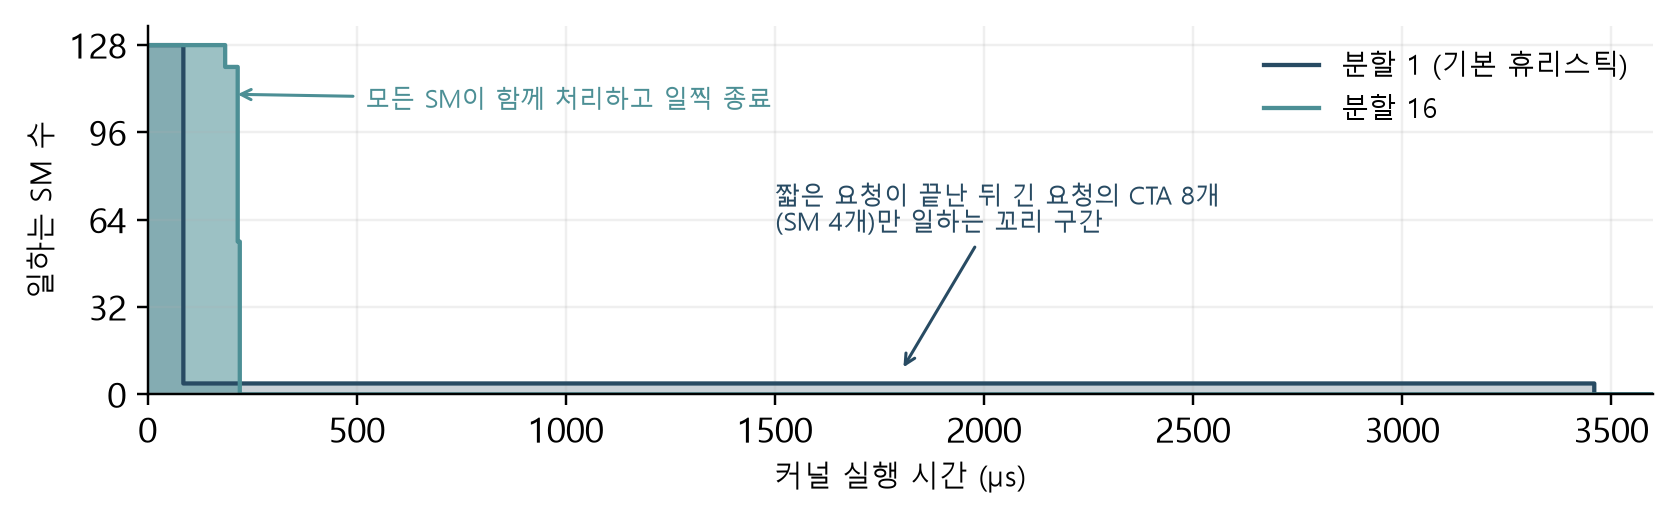 분할 1 (기본 휴리스틱)
분할 16
모든 SM이 함께 처리하고 일찍 종료
짧은 요청이 끝난 뒤 긴 요청의 CTA 8개
(SM 4개)만 일하는 꼬리 구간
일하는 SM 수
128
96
64
32
0
0 500 1000 1500 2000 2500 3000 3500
커널 실행 시간 (µs)